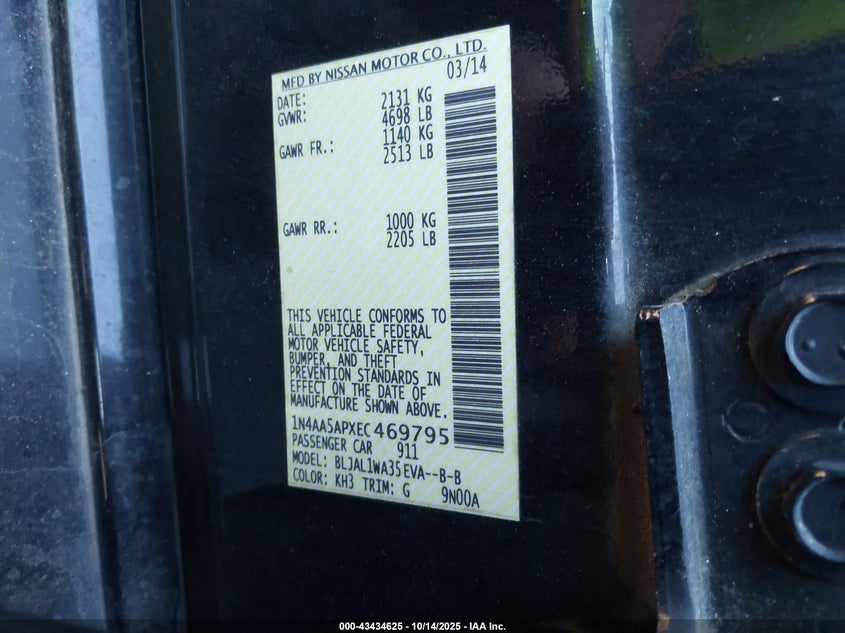 MFD BY NISSAN MOTOR CO., LTD.
DATE: 03/14
GVWR: 2131 KG
4698 LB
GAWR FR.: 1140 KG
2513 LB
GAWR RR.: 1000 KG
2205 LB
THIS VEHICLE CONFORMS TO
ALL APPLICABLE FEDERAL
MOTOR VEHICLE SAFETY,
BUMPER, AND THEFT
PREVENTION STANDARDS IN
EFFECT ON THE DATE OF
MANUFACTURE SHOWN ABOVE.
1N4AA5APXEC469795
PASSENGER CAR 911
MODEL: BLJAL1WA35EVA--B-B
COLOR: KH3 TRIM: G 9N00A
000-43434625 - 10/14/2025 - IAA Inc.